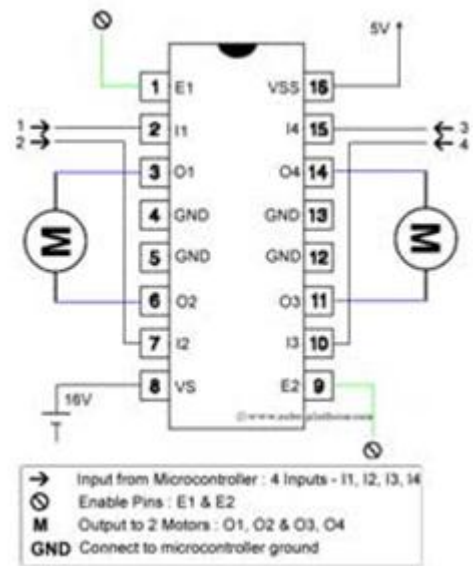 5V
1 E1
VSS 16
1
2 I1
I4 15
3
2
4
3 O1
O4 14
4 GND
GND 13
M
M
5 GND
GND 12
6 O2
O3 11
7 I2
I3 10
16V
8 VS
E2 9
Input from Microcontroller : 4 Inputs - I1, I2, I3, I4
Enable Pins : E1 & E2
M Output to 2 Motors : O1, O2 & O3, O4
GND Connect to microcontroller ground